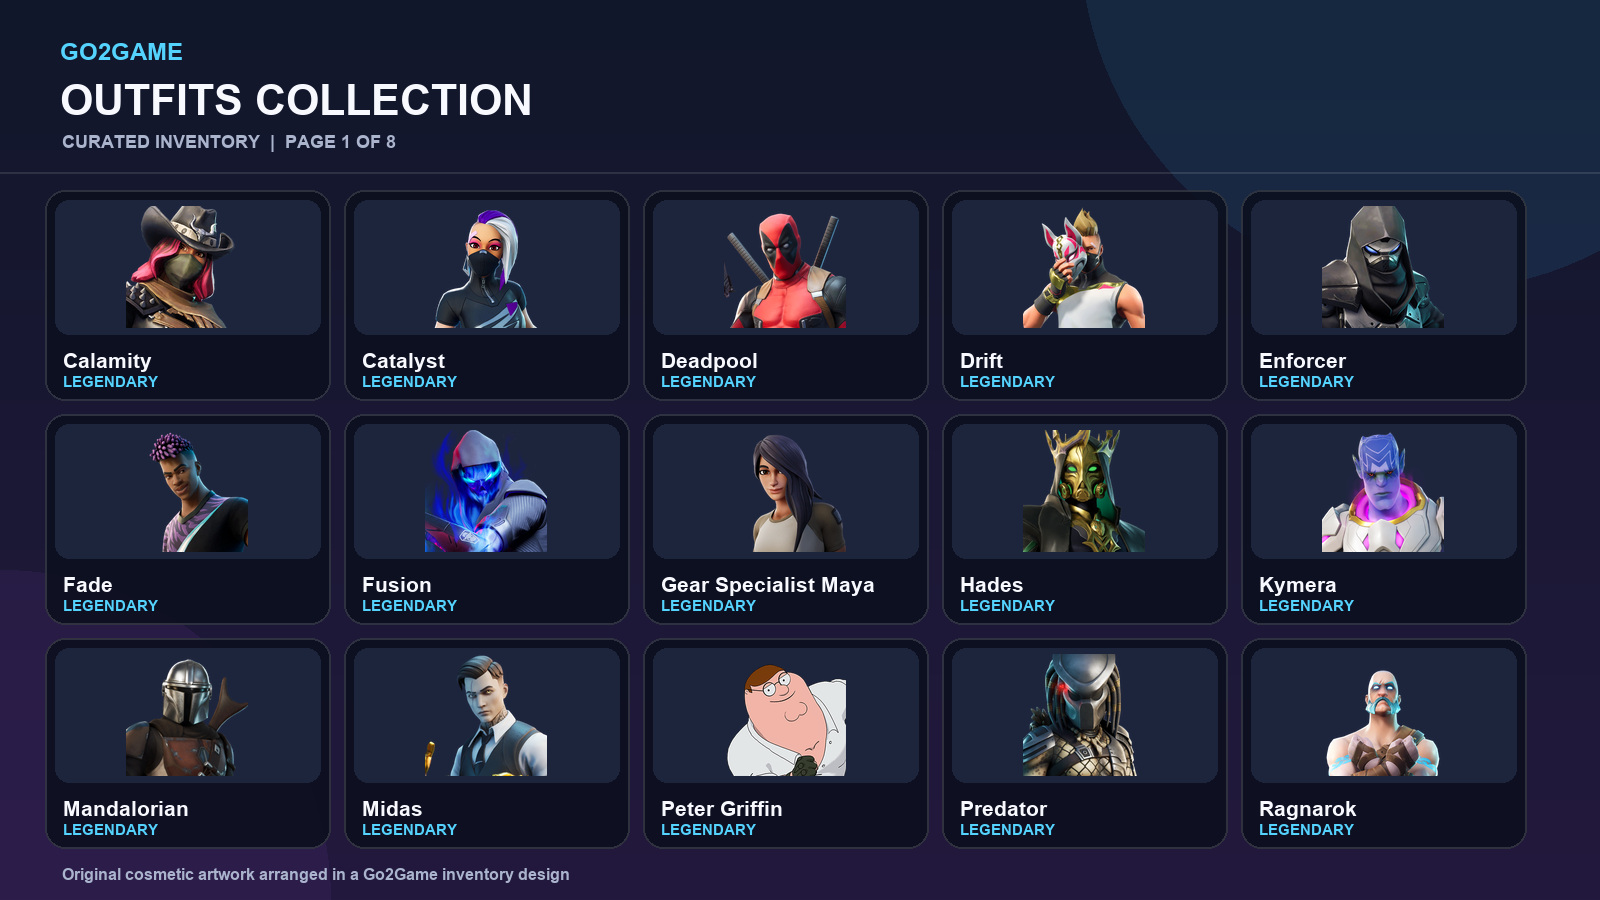 GO2GAME
OUTFITS COLLECTION
CURATED INVENTORY | PAGE 1 OF 8
Calamity
LEGENDARY
Catalyst
LEGENDARY
Deadpool
LEGENDARY
Drift
LEGENDARY
Enforcer
LEGENDARY
Fade
LEGENDARY
Fusion
LEGENDARY
Gear Specialist Maya
LEGENDARY
Hades
LEGENDARY
Kymera
LEGENDARY
Mandalorian
LEGENDARY
Midas
LEGENDARY
Peter Griffin
LEGENDARY
Predator
LEGENDARY
Ragnarok
LEGENDARY
Original cosmetic artwork arranged in a Go2Game inventory design